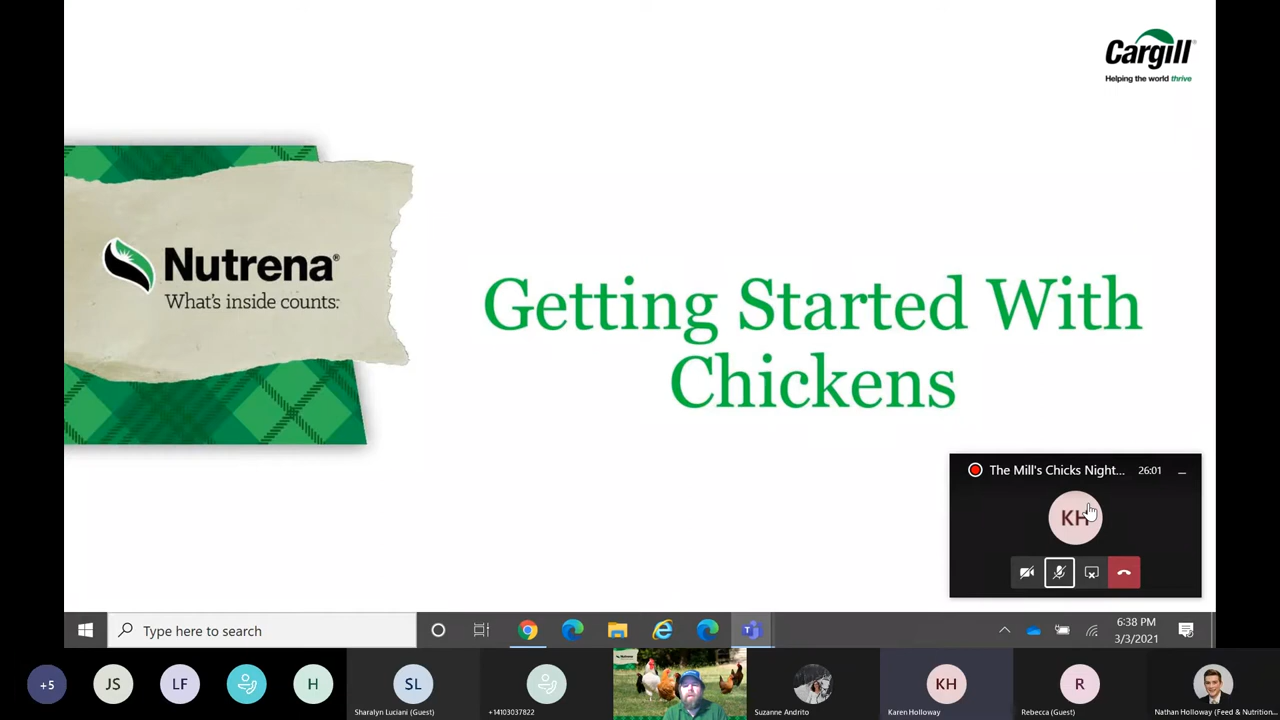 Cargill®
Helping the world thrive
Nutrena®
What's inside counts.®
Getting Started With
Chickens
The Mill's Chicks Night... 26:01
KH
Type here to search
6:38 PM
3/3/2021
+5 JS LF H SL KH R
Sharalyn Luciani (Guest) +14103037822 Suzanne Andrito Karen Holloway Rebecca (Guest) Nathan Holloway (Feed & Nutrition...